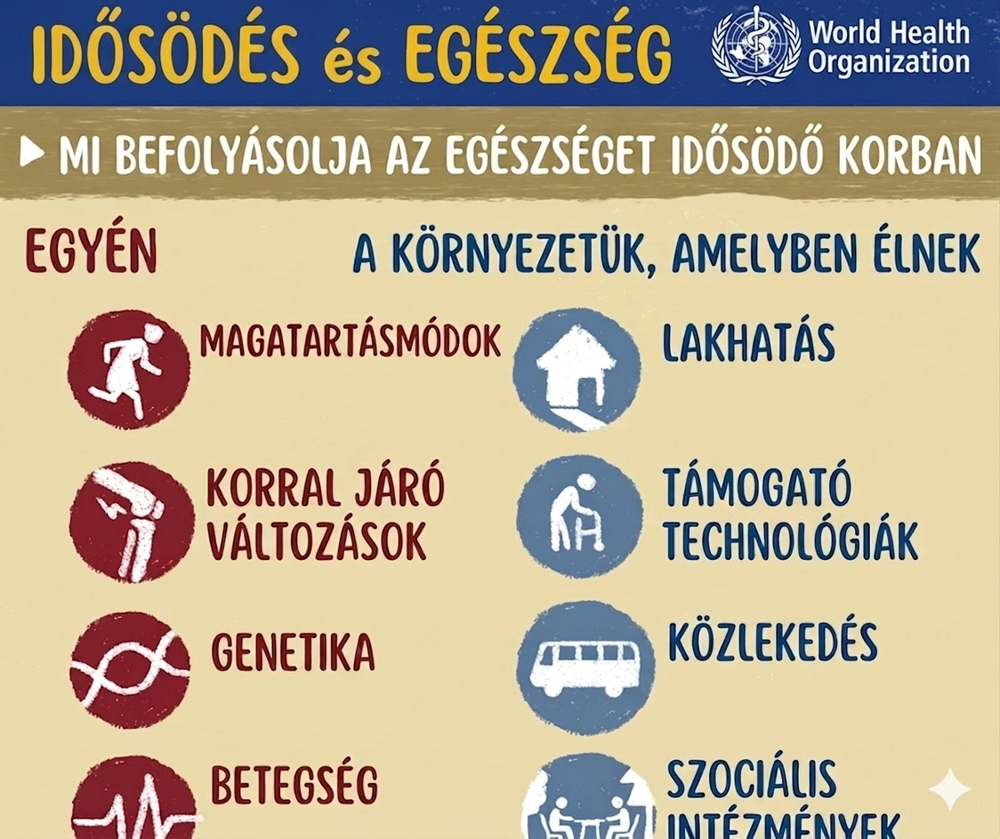 IDŐSÖDÉS és EGÉSZSÉG
World Health
Organization
MI BEFOLYÁSOLJA AZ EGÉSZSÉGET IDŐSÖDŐ KORBAN
EGYÉN
MAGATARTÁSMÓDOK
KORRAL JÁRÓ
VÁLTOZÁSOK
GENETIKA
BETEGSÉG
A KÖRNYEZETÜK, AMELYBEN ÉLNEK
LAKHATÁS
TÁMOGATÓ
TECHNOLÓGIÁK
KÖZLEKEDÉS
SZOCIÁLIS
INTÉZMÉNYEK